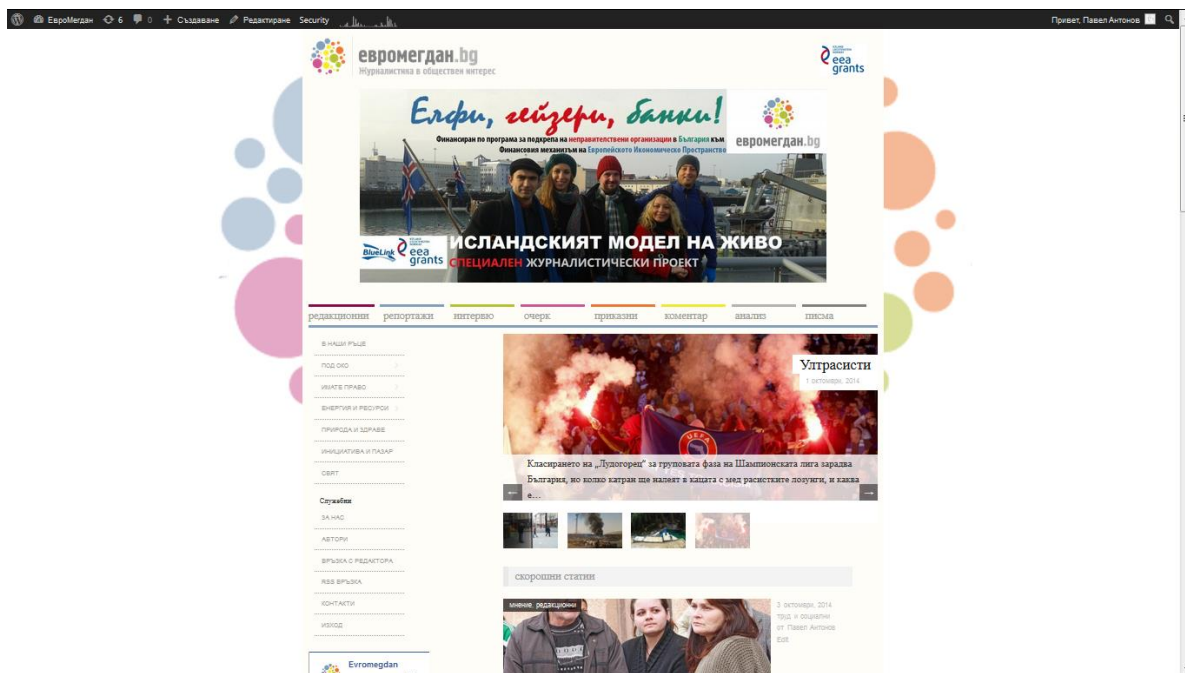 ЕвроМегдан 6 0 + Създаване Редактиране Security
Привет, Павел Антонов
евромегдан.bg
Журналистика в обществен интерес
eea
grants
Елфи, гейзери, банки!
Финансиран по програма за подкрепа на неправителствени организации в България към
Финансовия механизъм на Европейското Икономическо Пространство
евромегдан.bg
BlueLink
eea
grants
ИСЛАНДСКИЯТ МОДЕЛ НА ЖИВО
СПЕЦИАЛЕН ЖУРНАЛИСТИЧЕСКИ ПРОЕКТ
редакционни репортажи интервю очерк приказни коментар анализ писма
В НАШИ РЪЦЕ
ПОД ОКО
ИМАТЕ ПРАВО
ЕНЕРГИЯ И РЕСУРСИ
ПРИРОДА И ЗДРАВЕ
ИНИЦИАТИВА И ПАЗАР
СВЯТ
Службен
ЗА НАС
АВТОРИ
ВРЪЗКА С РЕДАКТОРА
RSS ВРЪЗКА
КОНТАКТИ
ИЗХОД
Evromegdan
Ултрасисти
1 октомври, 2014
UEFA
Класирането на „Лудогорец“ за груповата фаза на Шампионската лига зарадва
България, но колко катран ще налеят в кацата с мед расистките лозунги, и каква
е...
← →
скорошни статии
мнение, редакционни
3 октомври, 2014
труд и социални
от Павел Антонов
Edit